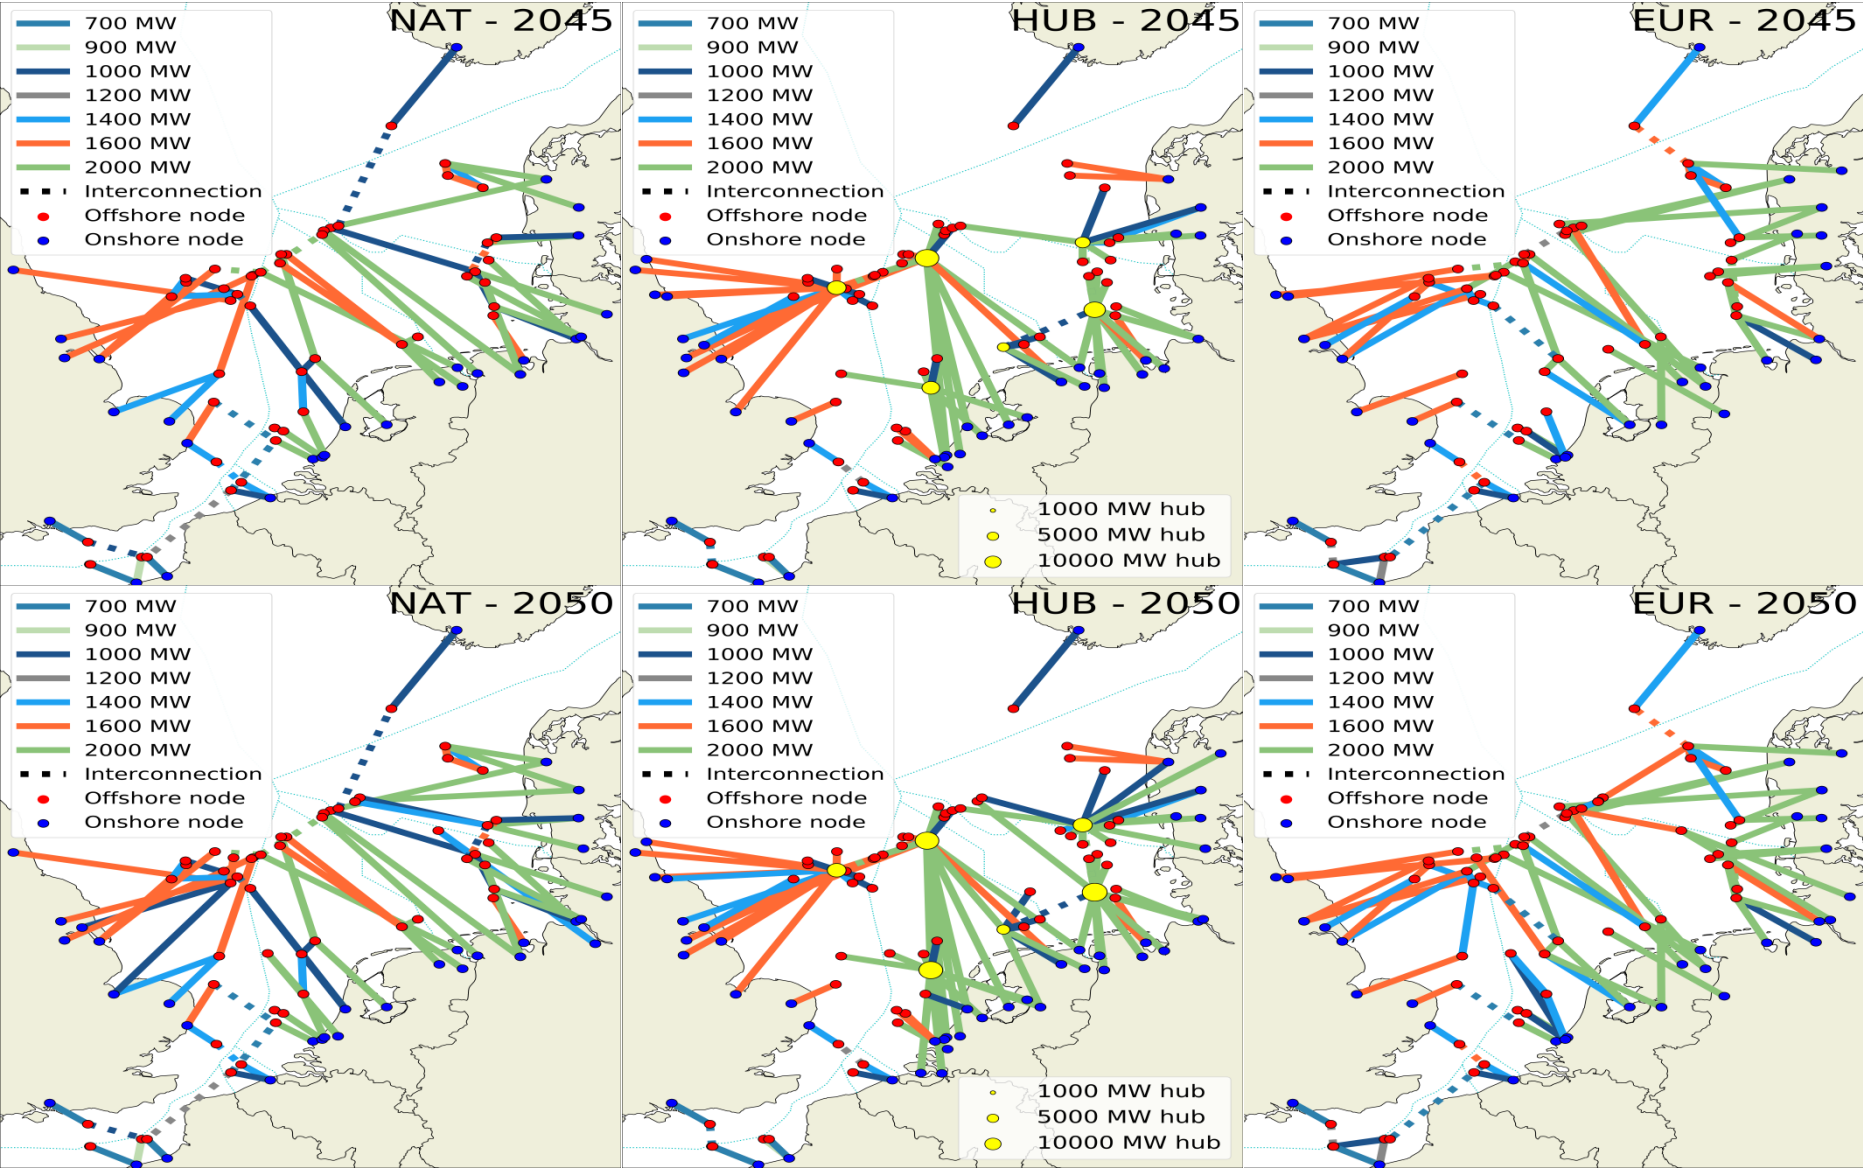 NAT - 2045
700 MW
900 MW
1000 MW
1200 MW
1400 MW
1600 MW
2000 MW
Interconnection
Offshore node
Onshore node
HUB - 2045
700 MW
900 MW
1000 MW
1200 MW
1400 MW
1600 MW
2000 MW
Interconnection
Offshore node
Onshore node
1000 MW hub
5000 MW hub
10000 MW hub
EUR - 2045
700 MW
900 MW
1000 MW
1200 MW
1400 MW
1600 MW
2000 MW
Interconnection
Offshore node
Onshore node
NAT - 2050
700 MW
900 MW
1000 MW
1200 MW
1400 MW
1600 MW
2000 MW
Interconnection
Offshore node
Onshore node
HUB - 2050
700 MW
900 MW
1000 MW
1200 MW
1400 MW
1600 MW
2000 MW
Interconnection
Offshore node
Onshore node
1000 MW hub
5000 MW hub
10000 MW hub
EUR - 2050
700 MW
900 MW
1000 MW
1200 MW
1400 MW
1600 MW
2000 MW
Interconnection
Offshore node
Onshore node